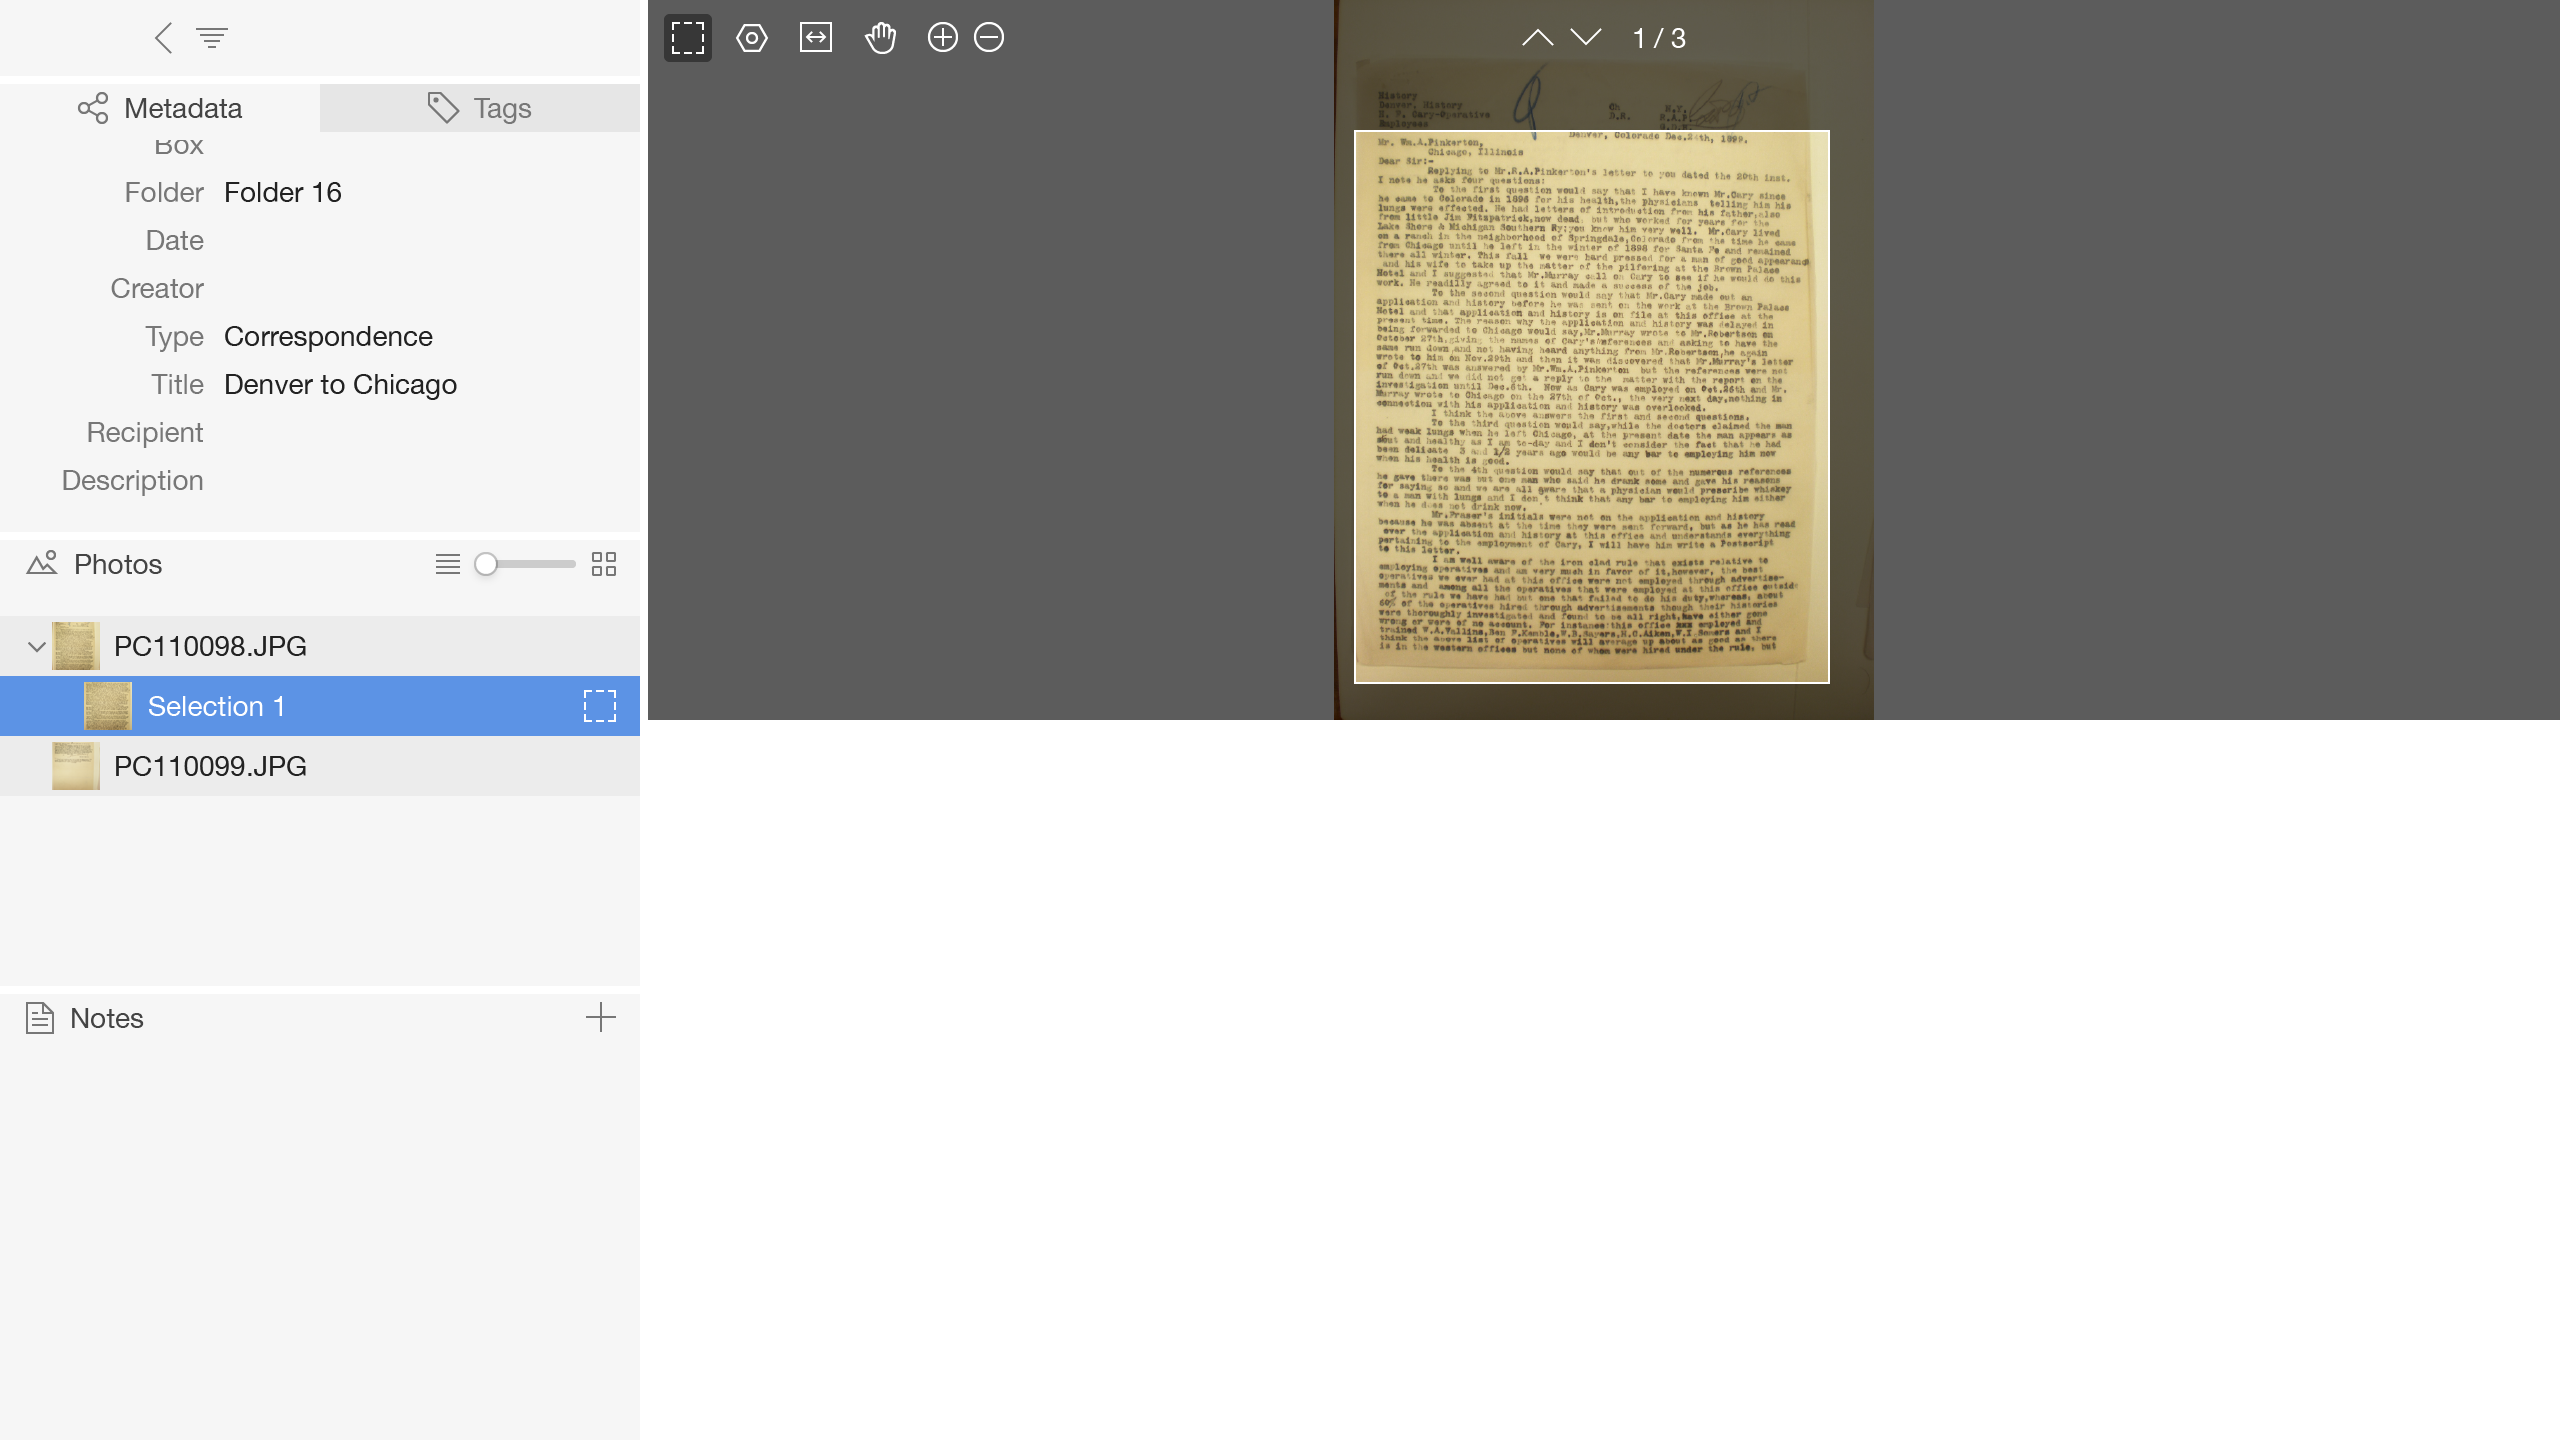 Metadata
Tags
Box
Folder Folder 16
Date
Creator
Type Correspondence
Title Denver to Chicago
Recipient
Description
Photos
PC110098.JPG
Selection 1
PC110099.JPG
Notes
1 / 3
History
Denver, History
Cary-Operative
Employees
Ch
D.R.
N.Y.
R.A.P.
Denver, Colorado Dec.24th, 1899.
Mr. Wm.A.Pinkerton,
Chicago, Illinois
Dear Sir:-
Replying to Mr.R.A.Pinkerton's letter to you dated the 20th inst.
I note he asks four questions:
To the first question would say that I have known Mr.Cary since
he came to Colorado in 1896 for his health,the physicians telling him his
lungs were effected. He had letters of introduction from his father,also
from little Jim Fitzpatrick,now dead. but who worked for years for the
Lake Shore & Michigan Southern Ry;you knew him very well. Mr.Cary lived
on a ranch in the neighborhood of Springdale,Colorado from the time he came
from Chicago until he left in the winter of 1898 for Santa Fe and remained
there all winter. This fall we were hard pressed for a man of good appearance
and his wife to take up the matter of the pilfering at the Brown Palace
Hotel and I suggested that Mr.Murray call on Cary to see if he would do this
work. He readilly agreed to it and made a success of the job.
To the second question would say that Mr.Cary made out an
application and history before he was sent on the work at the Brown Palace
Hotel and that application and history is on file at this office at the
present time. The reason why the application and history was delayed in
being forwarded to Chicago would say,Mr.Murray wrote to Mr.Robertson on
October 27th,giving the names of Cary's references and asking to have the
same run down,and not having heard anything from Mr.Robertson,he again
wrote to him on Nov.29th and then it was discovered that Mr.Murray's letter
of Oct.27th was answered by Mr.Wm.A.Pinkerton but the references were not
run down and we did not get a reply to the matter with the report on the
investigation until Dec.6th. Now as Cary was employed on Oct.26th and Mr.
Murray wrote to Chicago on the 27th of Oct., the very next day,nothing in
connection with his application and history was overlooked.
I think the above answers the first and second questions.
To the third question would say,while the doctors claimed the man
had weak lungs when he left Chicago, at the present date the man appears as
stout and healthy as I am to-day and I don't consider the fact that he had
been delicate 3 and 1/2 years ago would be any bar to employing him now
when his health is good.
To the 4th question would say that out of the numerous references
he gave there was but one man who said he drank some and gave his reasons
for saying so and we are all aware that a physician would prescribe whiskey
to a man with lungs and I don,t think that any bar to employing him either
when he does not drink now.
Mr.Fraser's initials were not on the application and history
because he was absent at the time they were sent forward, but as he has read
over the application and history at this office and understands everything
pertaining to the employment of Cary, I will have him write a Postscript
to this letter.
I am well aware of the iron clad rule that exists relative to
employing operatives and am very much in favor of it,however, the best
operatives we ever had at this office were not employed through advertise-
ments and among all the operatives that were employed at this office outside
of the rule we have had but one that failed to do his duty,whereas, about
60% of the operatives hired through advertisements though their histories
were thoroughly investigated and found to be all right,have either gone
wrong or were of no account. For instance:this office xxx employed and
trained W.A.Wallins,Ben F.Kemble,W.B.Sayers,H.C.Aiken,W.T.Somers and I
think the above list of operatives will average up about as good as there
is in the western offices but none of whom were hired under the rule, but